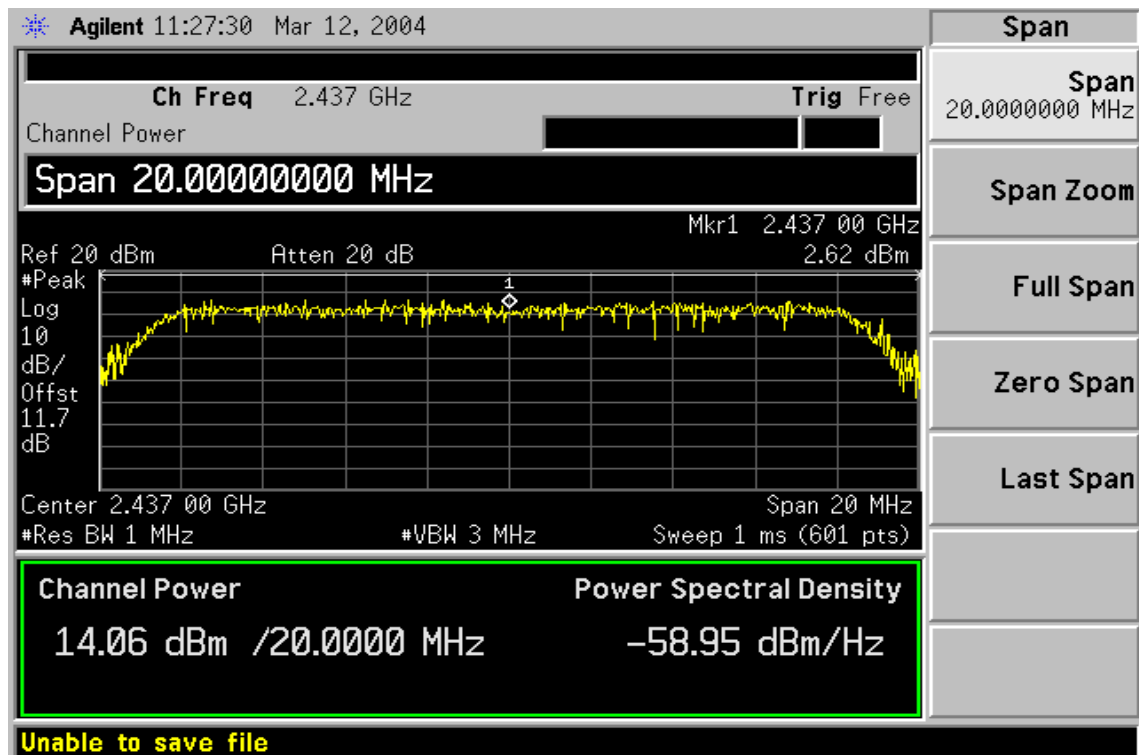 Agilent 11:27:30 Mar 12, 2004
Ch Freq 2.437 GHz Trig Free
Channel Power
Span 20.00000000 MHz
Mkr1 2.437 00 GHz
Ref 20 dBm Atten 20 dB 2.62 dBm
#Peak
Log
10
dB/
Offst
11.7
dB
1
Center 2.437 00 GHz Span 20 MHz
#Res BW 1 MHz #VBW 3 MHz Sweep 1 ms (601 pts)
Channel Power Power Spectral Density
14.06 dBm /20.0000 MHz -58.95 dBm/Hz
Unable to save file
Span
Span
20.0000000 MHz
Span Zoom
Full Span
Zero Span
Last Span